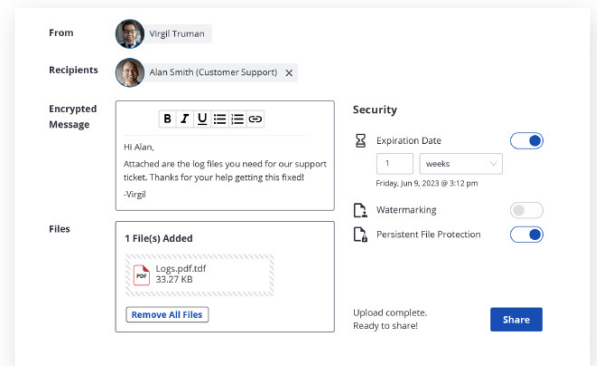 From
Virgil Truman
Recipients
Alan Smith (Customer Support) ×
Encrypted
Message
B I U
Hi Alan,
Attached are the log files you need for our support
ticket. Thanks for your help getting this fixed!
-Virgil
Files
1 File(s) Added
PDF
Logs.pdf.tdf
33.27 KB
Remove All Files
Security
Expiration Date
1 weeks
Friday, Jun 9, 2023 @ 3:12 pm
Watermarking
Persistent File Protection
Upload complete.
Ready to share!
Share